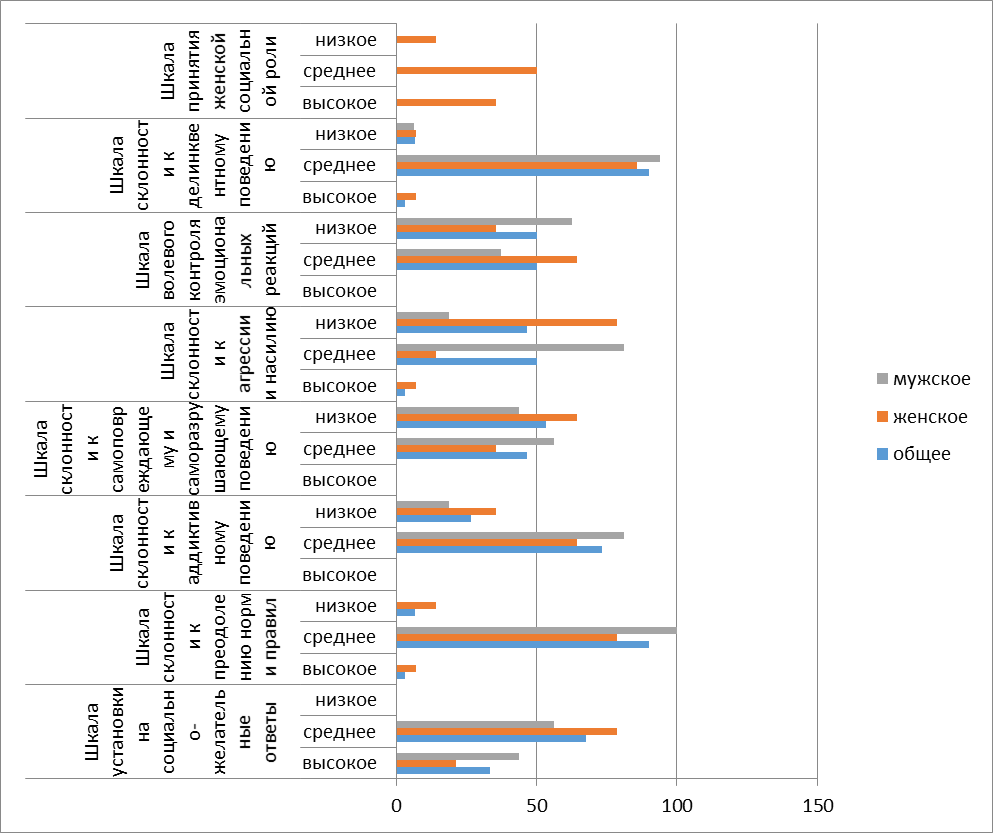 Шкала
принятия
женской
социальн
ой роли
низкое
среднее
высокое
Шкала
склонност
и к
делинкве
нтному
поведени
ю
низкое
среднее
высокое
Шкала
волевого
контроля
эмоциона
льных
реакций
низкое
среднее
высокое
Шкала
склонност
и к
агрессии
и насилию
низкое
среднее
высокое
Шкала
склонност
и к
самоповр
еждающе
му и
саморазру
шающему
поведени
ю
низкое
среднее
высокое
Шкала
склонност
и к
аддиктив
ному
поведени
ю
низкое
среднее
высокое
Шкала
склонност
и к
преодоле
нию норм
и правил
низкое
среднее
высокое
Шкала
установки
на
социальн
о-
желатель
ные
ответы
низкое
среднее
высокое
0 50 100 150
мужское
женское
общее